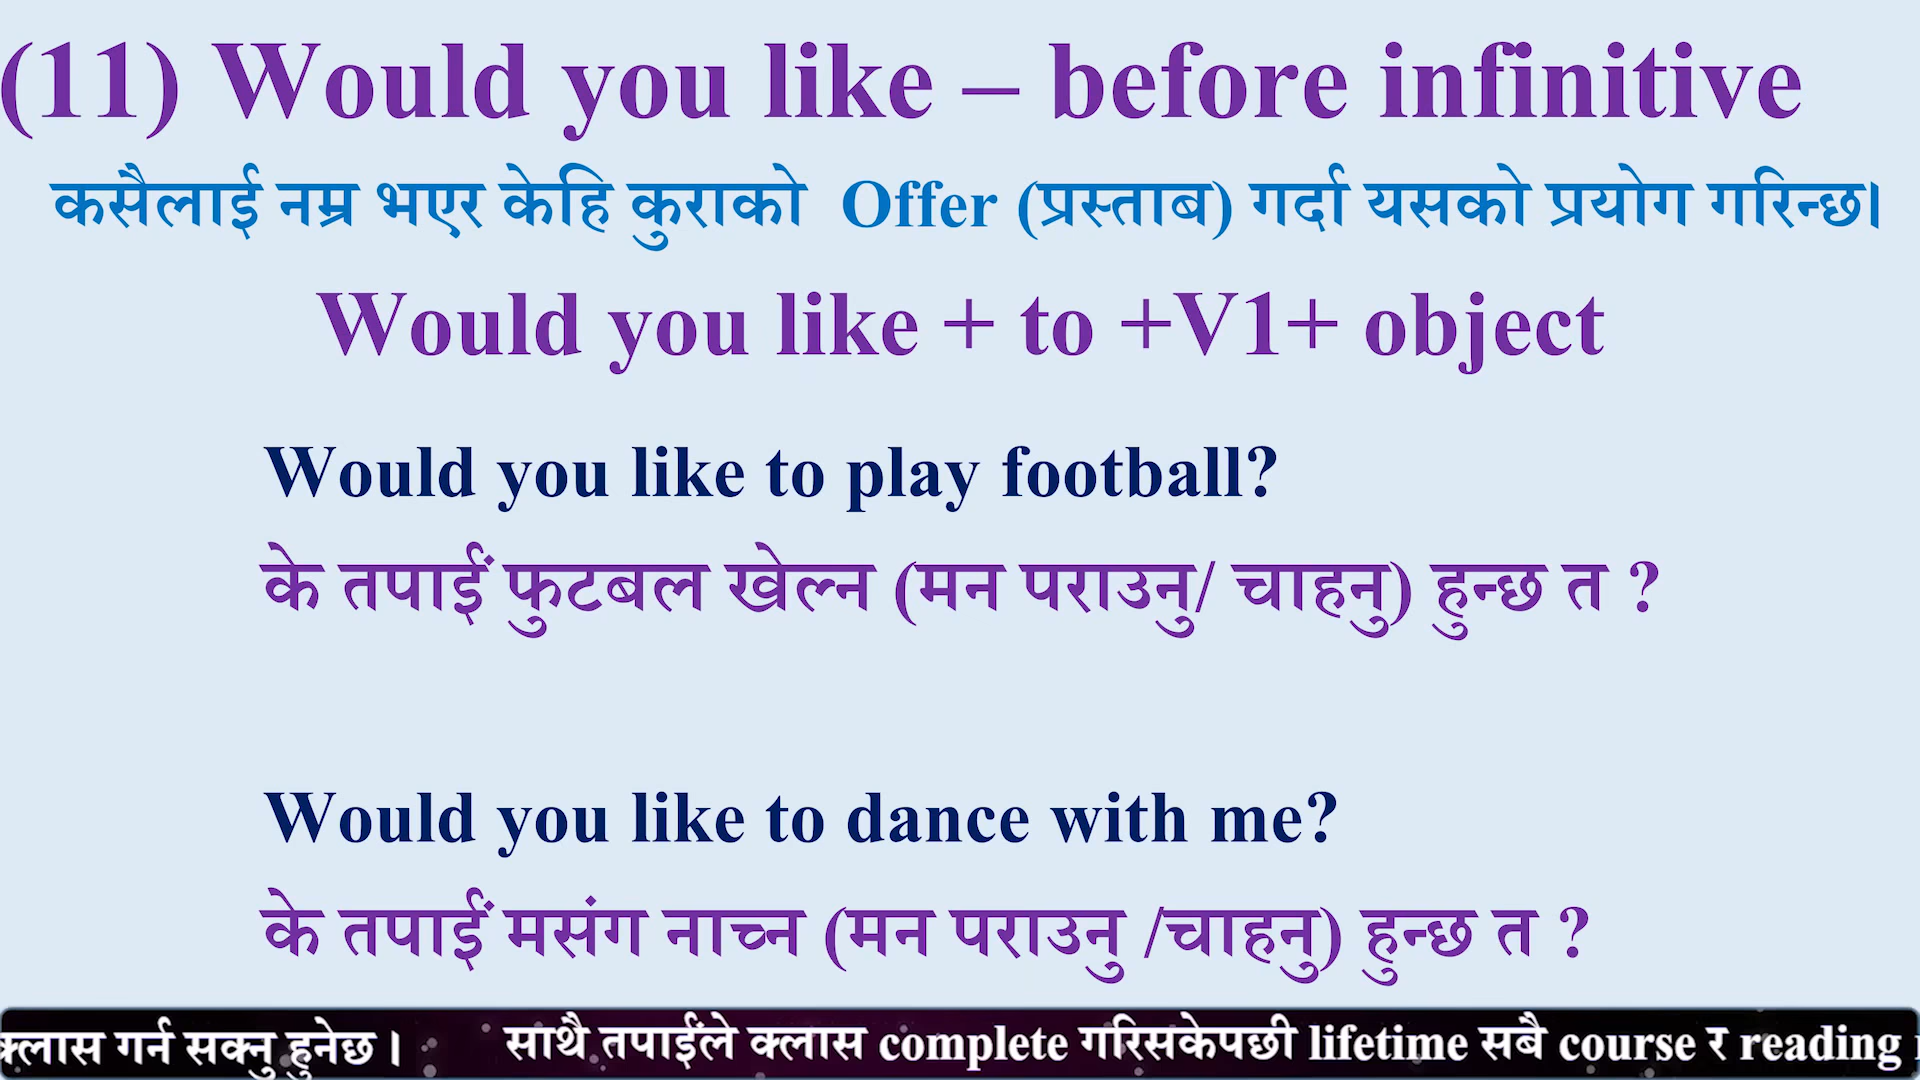 (11) Would you like – before infinitive
कसैलाई नम्र भएर केहि कुराको Offer (प्रस्ताब) गर्दा यसको प्रयोग गरिन्छ।
Would you like + to +V1+ object
Would you like to play football?
के तपाईं फुटबल खेल्न (मन पराउनु/ चाहनु) हुन्छ त ?
Would you like to dance with me?
के तपाईं मसंग नाच्न (मन पराउनु /चाहनु) हुन्छ त ?
क्लास गर्न सक्नु हुनेछ । साथै तपाईंले क्लास complete गरिसकेपछी lifetime सबै course र reading